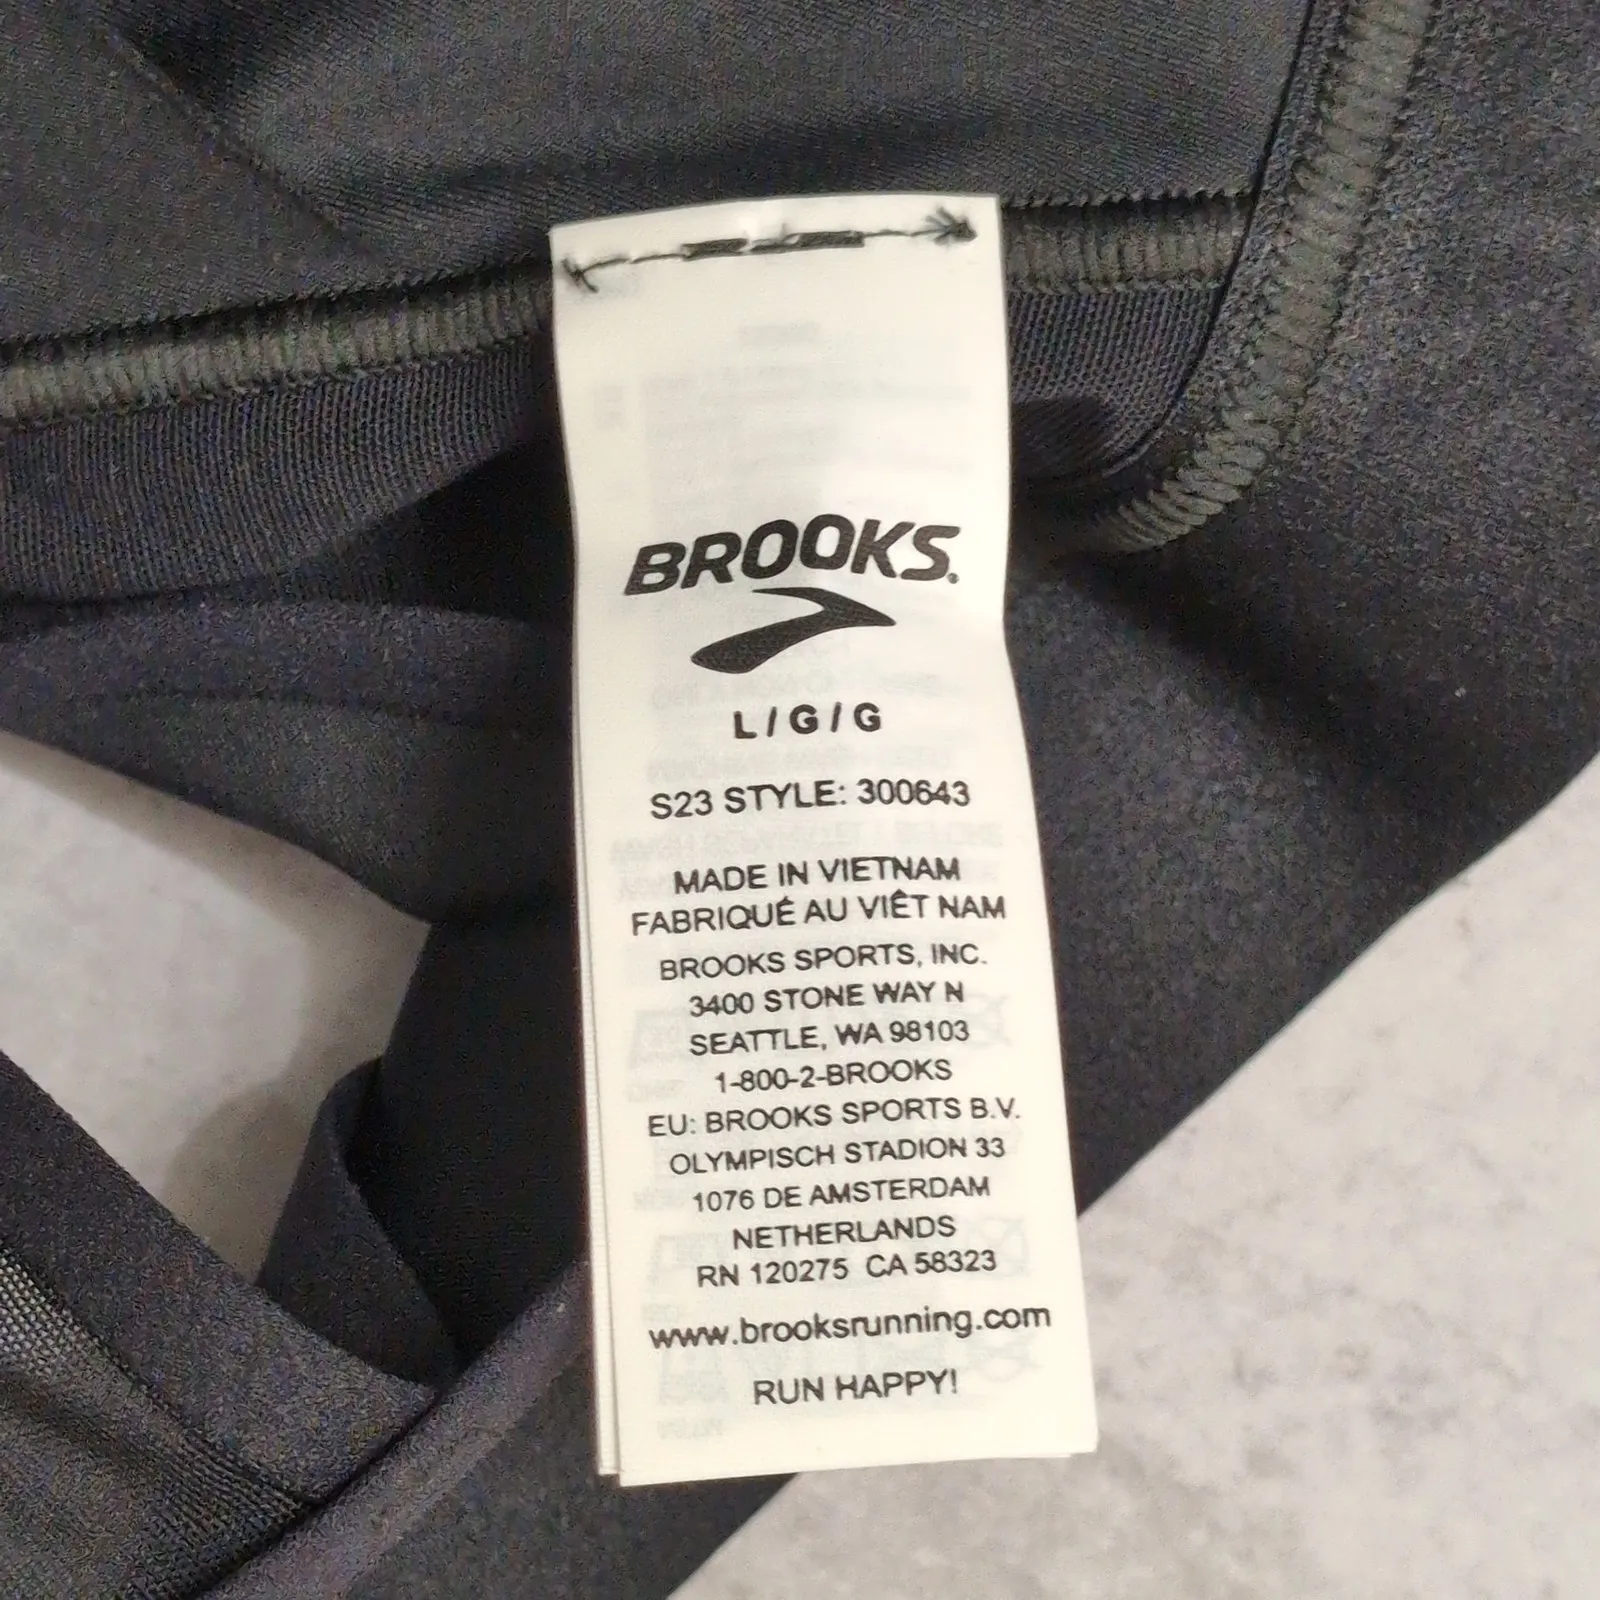 BROOKS.
L / G / G
S23 STYLE: 300643
MADE IN VIETNAM
FABRIQUÉ AU VIÊT NAM
BROOKS SPORTS, INC.
3400 STONE WAY N
SEATTLE, WA 98103
1-800-2-BROOKS
EU: BROOKS SPORTS B.V.
OLYMPISCH STADION 33
1076 DE AMSTERDAM
NETHERLANDS
RN 120275 CA 58323
www.brooksrunning.com
RUN HAPPY!